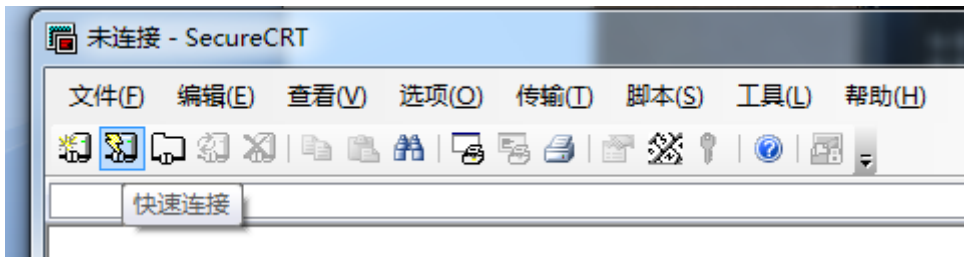 未连接 - SecureCRT
文件(F) 编辑(E) 查看(V) 选项(O) 传输(T) 脚本(S) 工具(L) 帮助(H)
快速连接